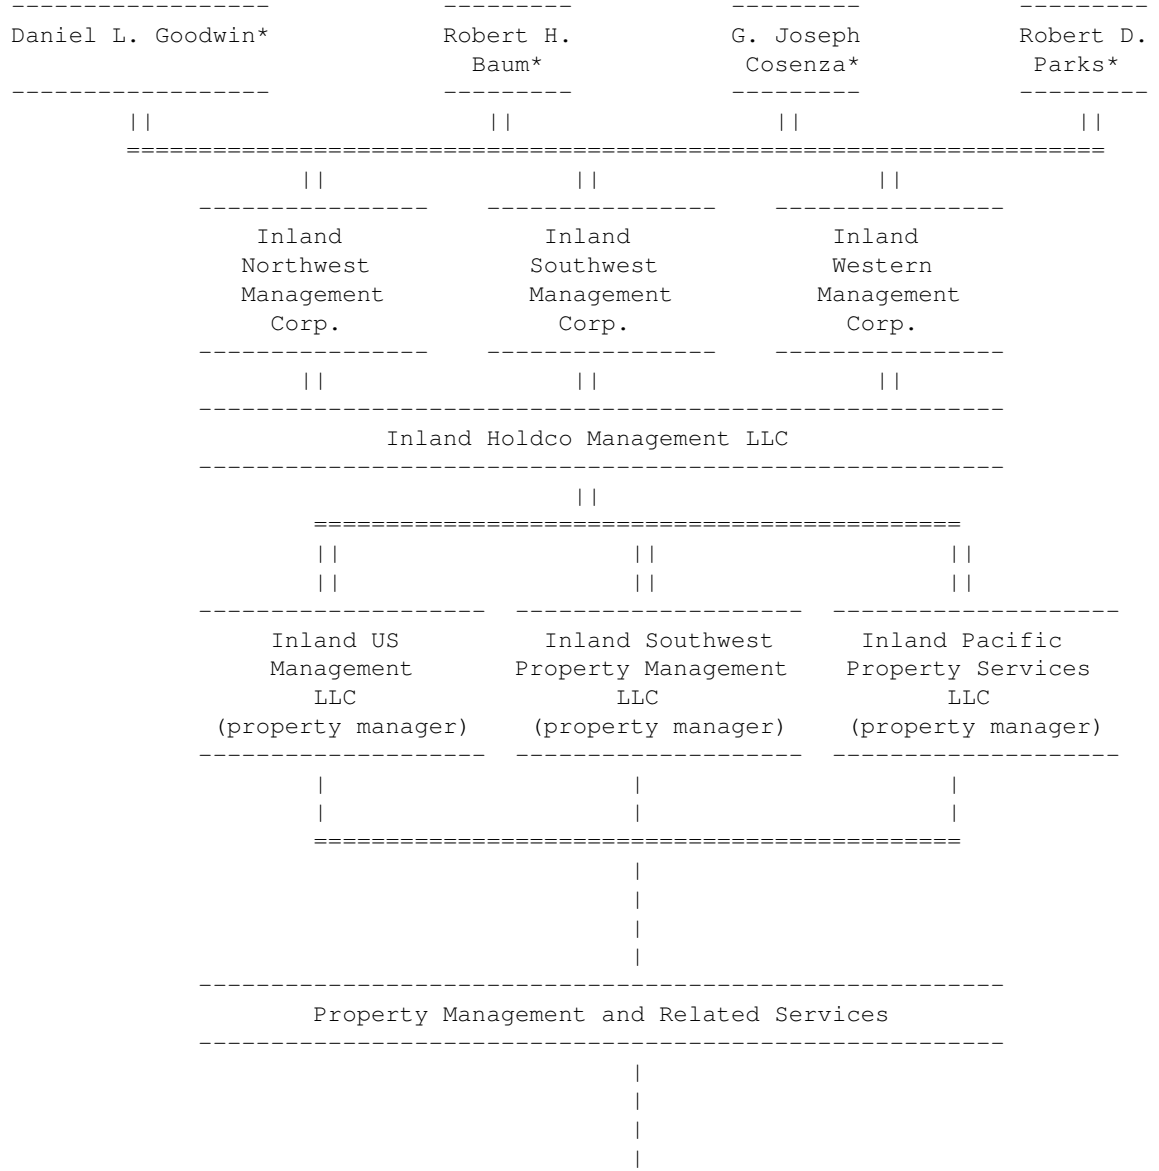 Daniel L. Goodwin* Robert H. G. Joseph Robert D.
Baum* Cosenza* Parks*
Inland Inland Inland
Northwest Southwest Western
Management Management Management
Corp. Corp. Corp.
Inland Holdco Management LLC
Inland US Inland Southwest Inland Pacific
Management Property Management Property Services
LLC LLC LLC
(property manager) (property manager) (property manager)
Property Management and Related Services